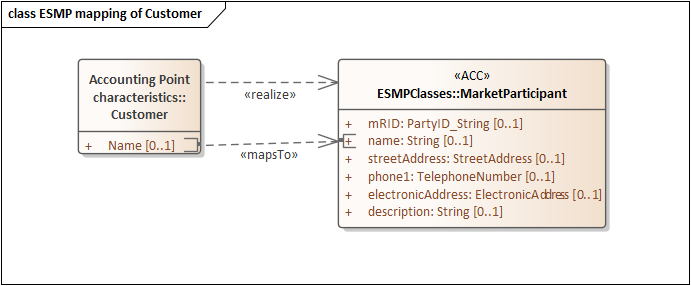 class ESMP mapping of Customer
Accounting Point
characteristics::
Customer
+ Name [0..1]
«realize»
«mapsTo»
«ACC»
ESMPClasses::MarketParticipant
+ mRID: PartyID_String [0..1]
+ name: String [0..1]
+ streetAddress: StreetAddress [0..1]
+ phone1: TelephoneNumber [0..1]
+ electronicAddress: ElectronicAddress [0..1]
+ description: String [0..1]